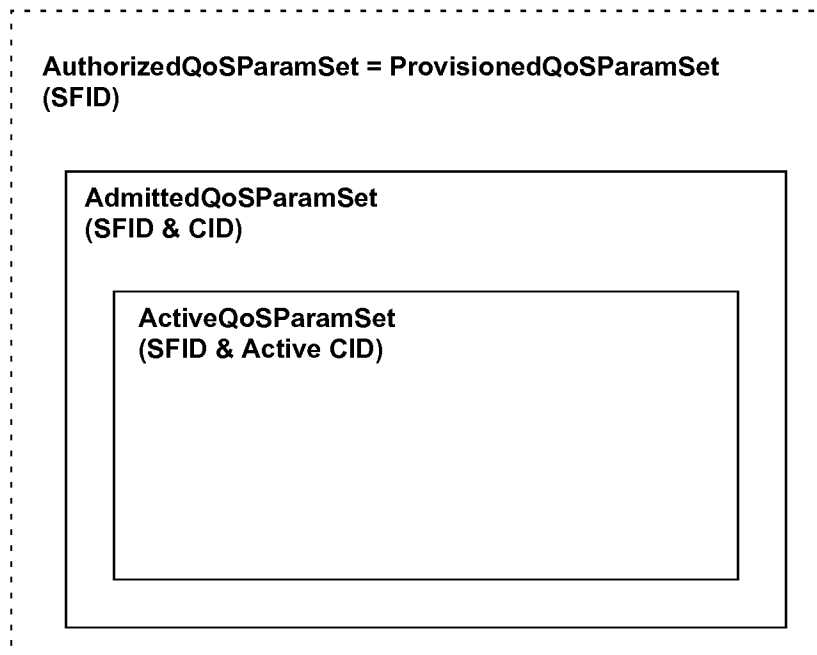 AuthorizedQoSParamSet = ProvisionedQoSParamSet
(SFID)
AdmittedQoSParamSet
(SFID & CID)
ActiveQoSParamSet
(SFID & Active CID)